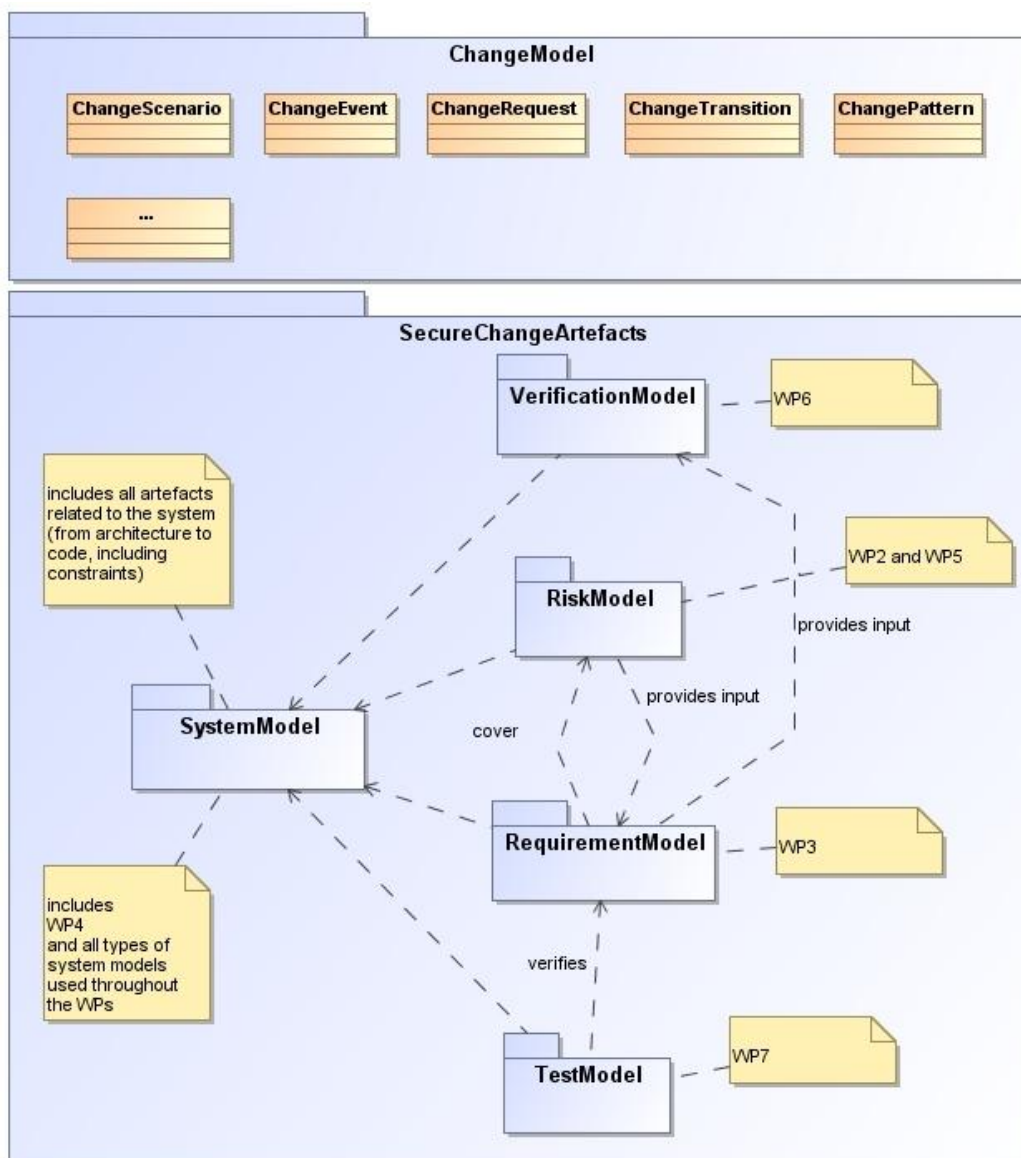 ChangeModel
ChangeScenario
ChangeEvent
ChangeRequest
ChangeTransition
ChangePattern
...
SecureChangeArtefacts
VerificationModel
WP6
includes all artefacts
related to the system
(from architecture to
code, including
constraints)
WP2 and WP5
RiskModel
provides input
provides input
SystemModel
cover
RequirementModel
WP3
includes
WP4
and all types of
system models
used throughout
the WPs
verifies
TestModel
WP7